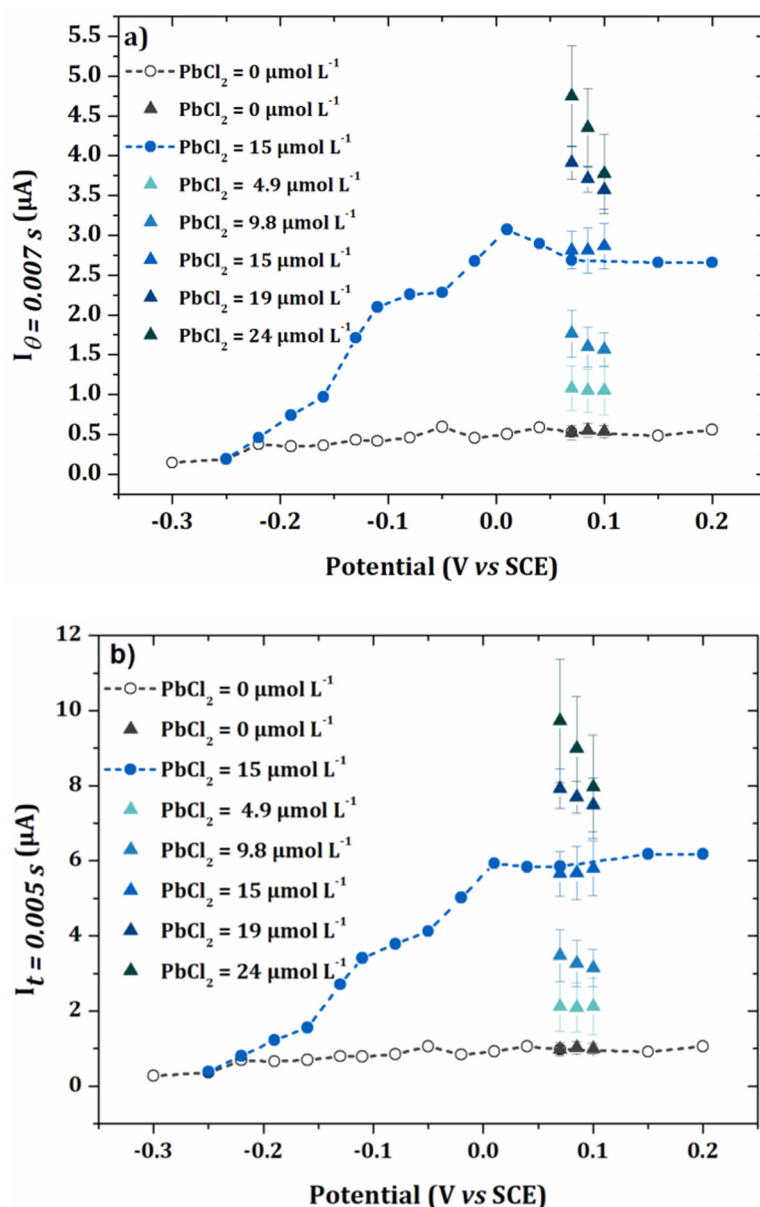 a)
5.5
5.0
4.5
4.0
3.5
3.0
2.5
2.0
1.5
1.0
0.5
0.0
I θ = 0.007 s (µA)
PbCl₂ = 0 µmol L⁻¹
PbCl₂ = 0 µmol L⁻¹
PbCl₂ = 15 µmol L⁻¹
PbCl₂ = 4.9 µmol L⁻¹
PbCl₂ = 9.8 µmol L⁻¹
PbCl₂ = 15 µmol L⁻¹
PbCl₂ = 19 µmol L⁻¹
PbCl₂ = 24 µmol L⁻¹
-0.3 -0.2 -0.1 0.0 0.1 0.2
Potential (V vs SCE)
b)
12
10
8
6
4
2
0
I t = 0.005 s (µA)
PbCl₂ = 0 µmol L⁻¹
PbCl₂ = 0 µmol L⁻¹
PbCl₂ = 15 µmol L⁻¹
PbCl₂ = 4.9 µmol L⁻¹
PbCl₂ = 9.8 µmol L⁻¹
PbCl₂ = 15 µmol L⁻¹
PbCl₂ = 19 µmol L⁻¹
PbCl₂ = 24 µmol L⁻¹
-0.3 -0.2 -0.1 0.0 0.1 0.2
Potential (V vs SCE)